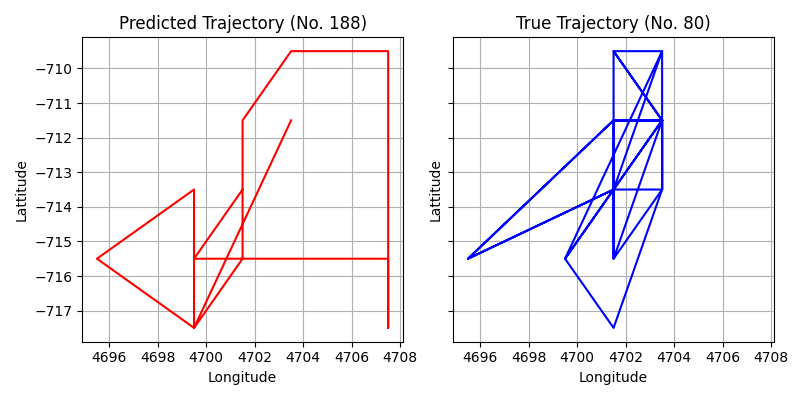 Predicted Trajectory (No. 188)
True Trajectory (No. 80)
Lattitude
−710
−711
−712
−713
−714
−715
−716
−717
4696 4698 4700 4702 4704 4706 4708
Longitude
Lattitude
4696 4698 4700 4702 4704 4706 4708
Longitude